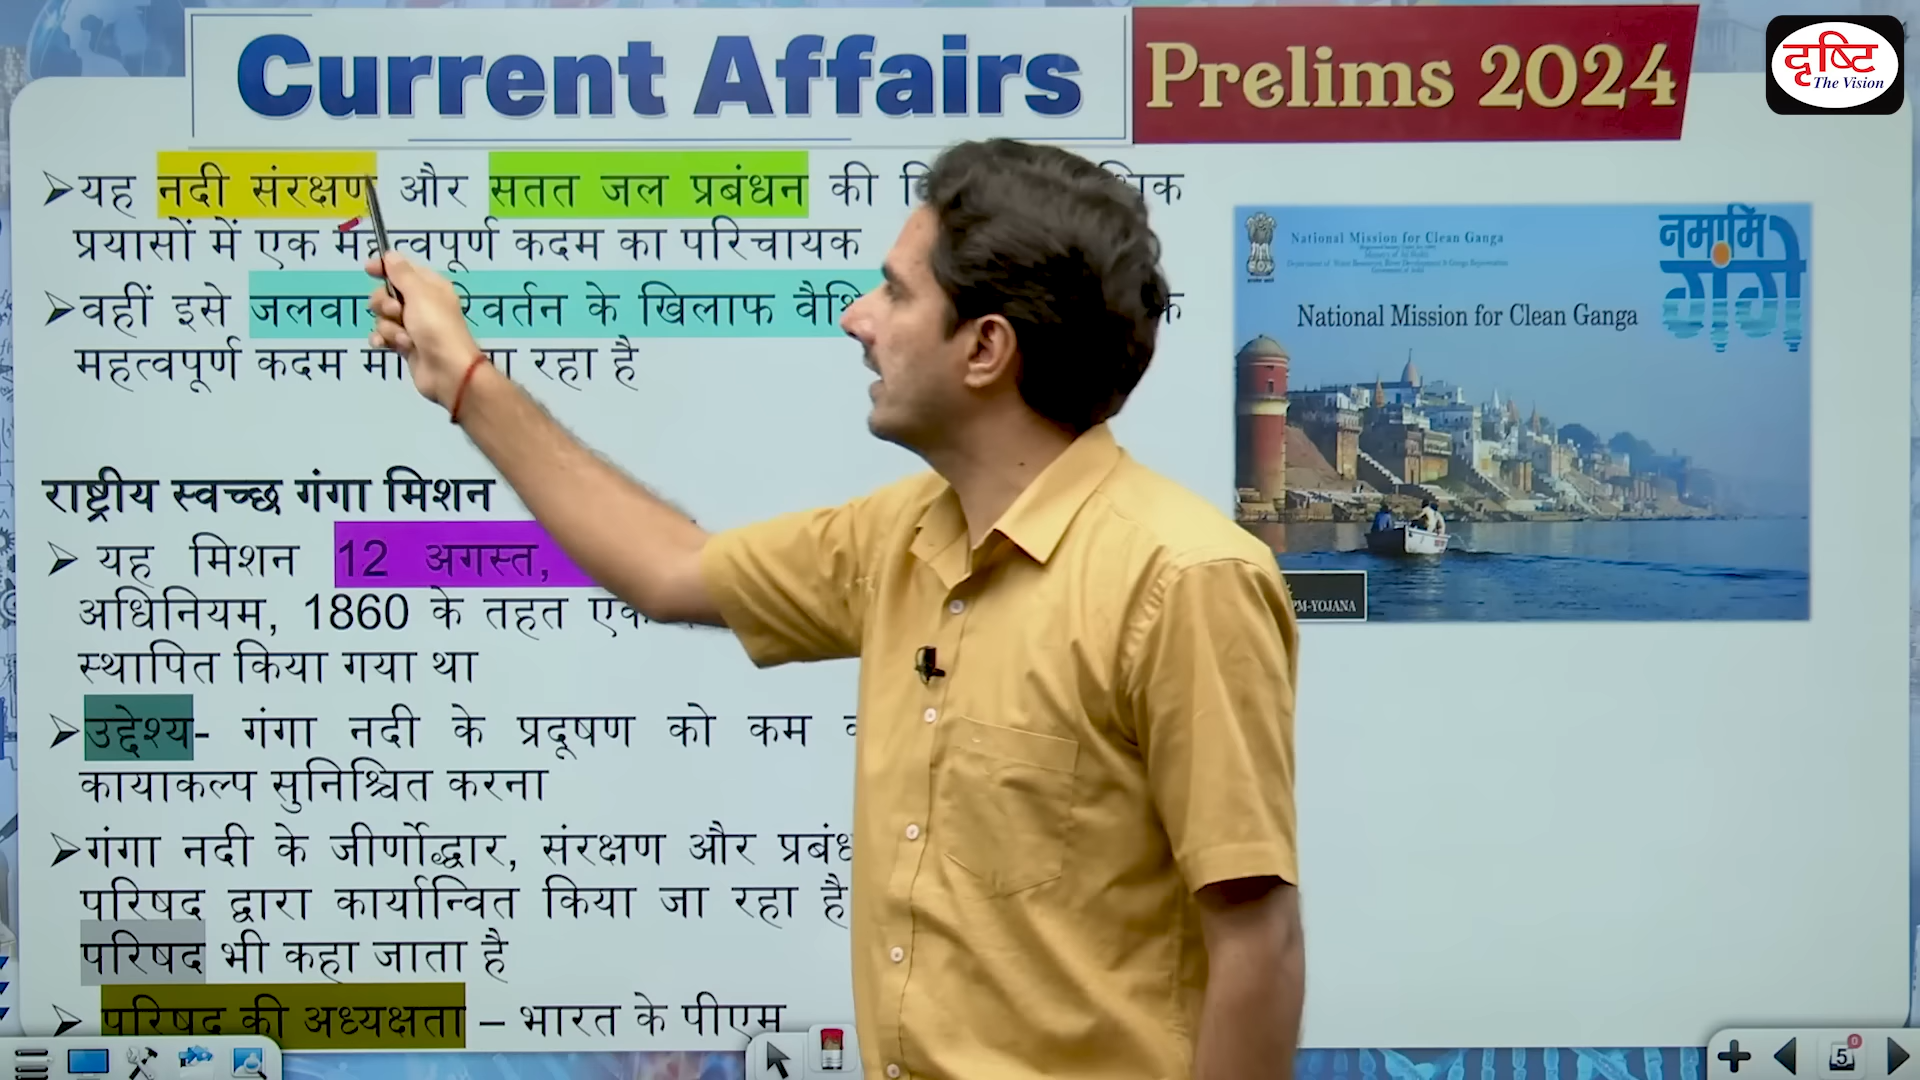 Current Affairs
Prelims 2024
दृष्टि
The Vision
➢यह नदी संरक्षण और सतत जल प्रबंधन की
प्रयासों में एक महत्वपूर्ण कदम का परिचायक
➢वहीं इसे के खिलाफ
महत्वपूर्ण कदम रहा है
राष्ट्रीय स्वच्छ गंगा मिशन
➢ यह मिशन 12 अगस्त,
अधिनियम, 1860 के तहत
स्थापित किया गया था
➢उद्देश्य- गंगा नदी के प्रदूषण को कम
कायाकल्प सुनिश्चित करना
➢गंगा नदी के जीर्णोद्धार, संरक्षण और
परिषद द्वारा कार्यान्वित किया जा रहा है
परिषद भी कहा जाता है
➢ परिषद की अध्यक्षता – भारत के पीएम
National Mission for Clean Ganga
नमामि
गंगे
National Mission for Clean Ganga
PM-YOJANA
5
0